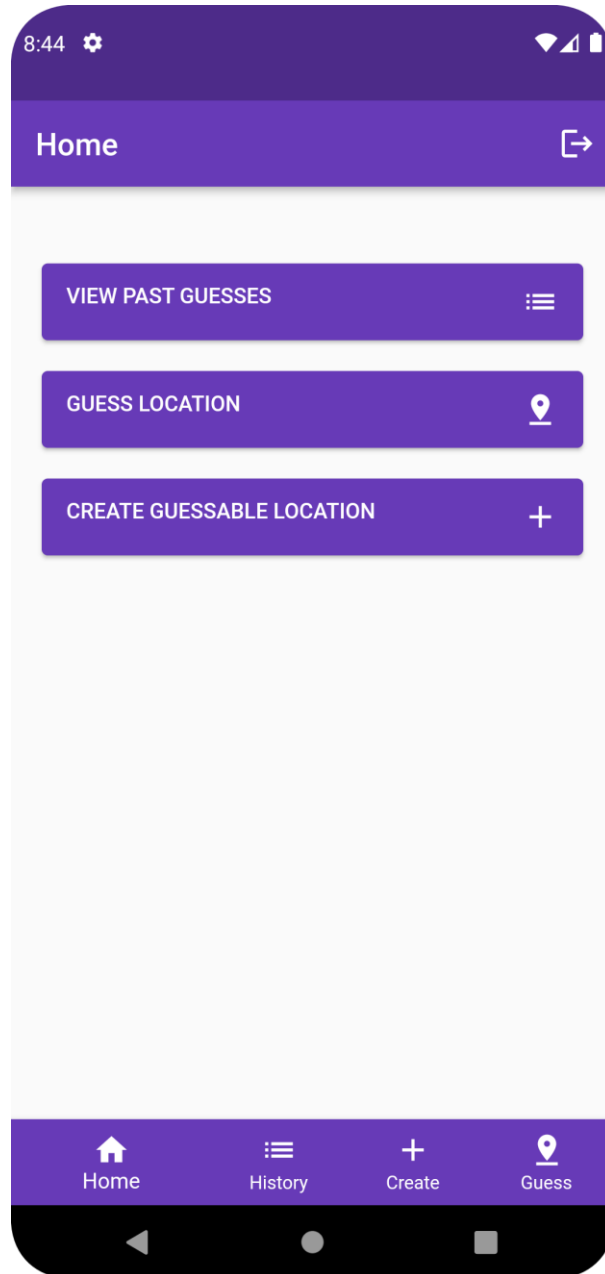 8:44
Home
VIEW PAST GUESSES
GUESS LOCATION
CREATE GUESSABLE LOCATION
Home History Create Guess